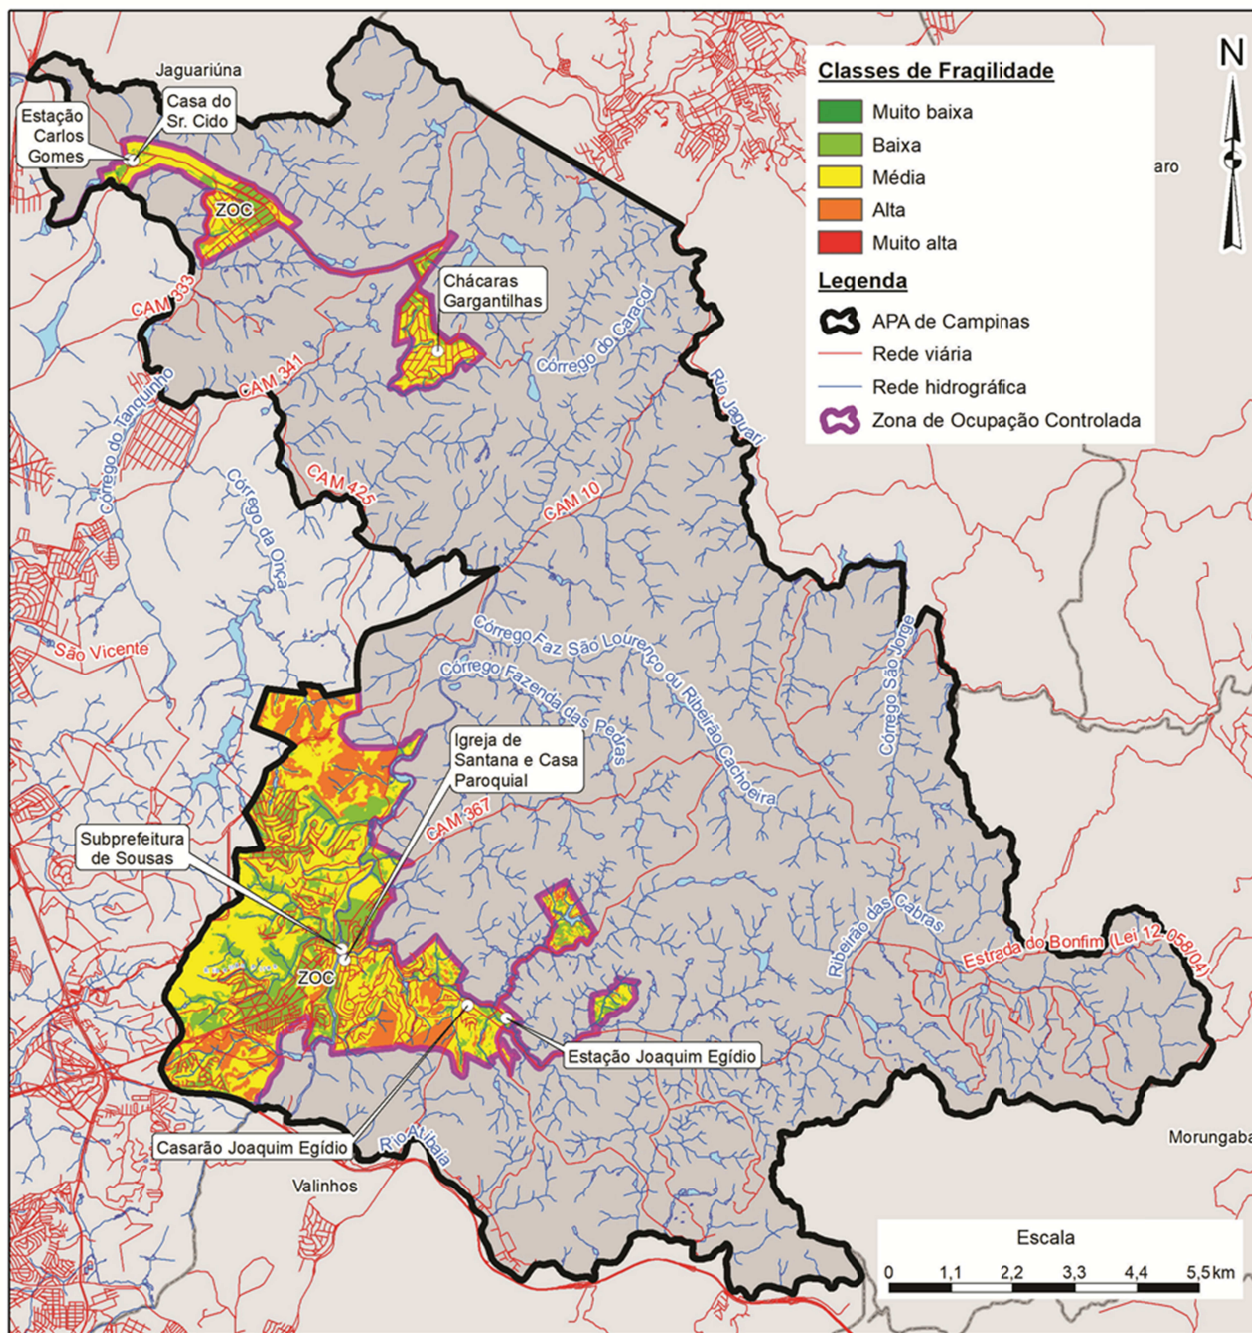 Jaguariúna
Casa do
Sr. Cido
Estação
Carlos
Gomes
ZOC
Chácaras
Gargantilhas
CAM 333
CAM 341
Córrego do Caracol
Rio Jaguari
Córrego do Tanquinho
CAM 425
CAM 10
Córrego da Onça
São Vicente
Córrego Faz São Lourenço ou Ribeirão Cachoeira
Córrego Fazenda das Pedras
Córrego São Jorge
Igreja de
Santana e Casa
Paroquial
CAM 367
Subprefeitura
de Sousas
ZOC
Ribeirão das Cabras
Estrada do Bonfim (Lei 12.058/04)
Estação Joaquim Egídio
Casarão Joaquim Egídio
Rio Atibaia
Valinhos
Morungaba
N
aro
Classes de Fragilidade
Muito baixa
Baixa
Média
Alta
Muito alta
Legenda
APA de Campinas
Rede viária
Rede hidrográfica
Zona de Ocupação Controlada
Escala
0 1,1 2,2 3,3 4,4 5,5 km